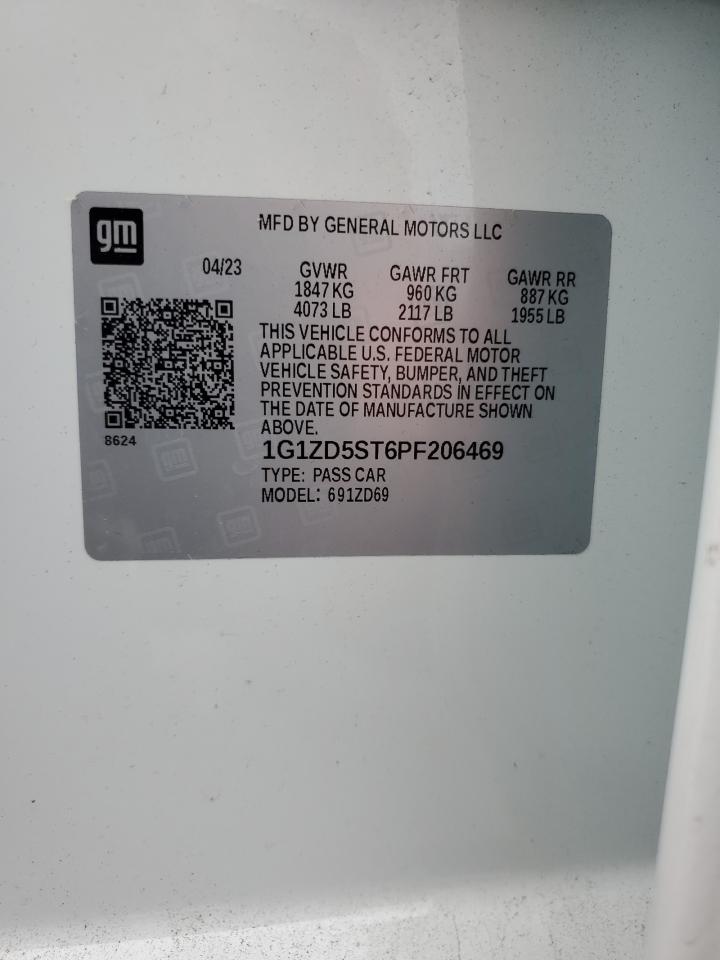 gm
MFD BY GENERAL MOTORS LLC
04/23 GVWR GAWR FRT GAWR RR
1847 KG 960 KG 887 KG
4073 LB 2117 LB 1955 LB
THIS VEHICLE CONFORMS TO ALL
APPLICABLE U.S. FEDERAL MOTOR
VEHICLE SAFETY, BUMPER, AND THEFT
PREVENTION STANDARDS IN EFFECT ON
THE DATE OF MANUFACTURE SHOWN
ABOVE.
8624
1G1ZD5ST6PF206469
TYPE: PASS CAR
MODEL: 691ZD69